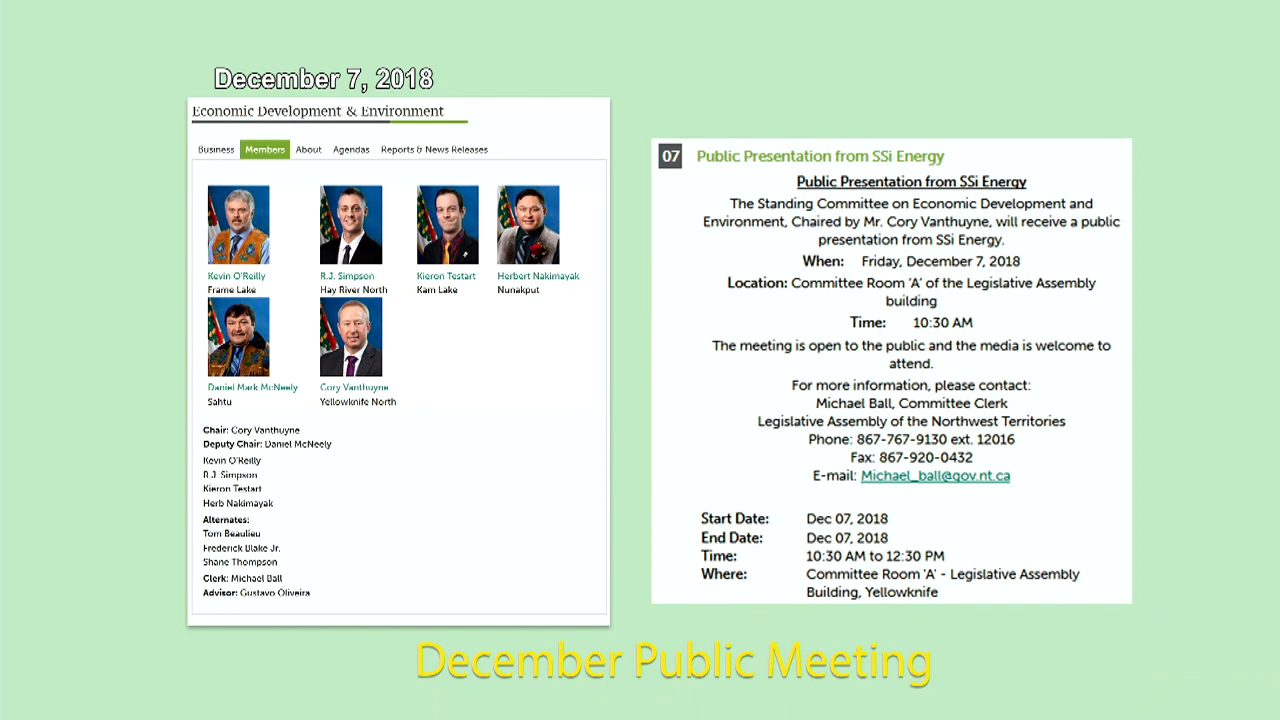 December 7, 2018
Economic Development & Environment
Business Members About Agendas Reports & News Releases
Kevin O'Reilly R.J. Simpson Kieron Testart Herbert Nakimayak
Frame Lake Hay River North Kam Lake Nunakput
Daniel Mark McNeely Cory Vanthuyne
Sahtu Yellowknife North
Chair: Cory Vanthuyne
Deputy Chair: Daniel McNeely
Kevin O'Reilly
R.J. Simpson
Kieron Testart
Herb Nakimayak
Alternates:
Tom Beaulieu
Frederick Blake Jr.
Shane Thompson
Clerk: Michael Ball
Advisor: Gustavo Oliveira
07 Public Presentation from SSi Energy
Public Presentation from SSi Energy
The Standing Committee on Economic Development and
Environment, Chaired by Mr. Cory Vanthuyne, will receive a public
presentation from SSi Energy.
When: Friday, December 7, 2018
Location: Committee Room 'A' of the Legislative Assembly
building
Time: 10:30 AM
The meeting is open to the public and the media is welcome to
attend.
For more information, please contact:
Michael Ball, Committee Clerk
Legislative Assembly of the Northwest Territories
Phone: 867-767-9130 ext. 12016
Fax: 867-920-0432
E-mail: Michael_ball@gov.nt.ca
Start Date: Dec 07, 2018
End Date: Dec 07, 2018
Time: 10:30 AM to 12:30 PM
Where: Committee Room 'A' - Legislative Assembly
Building, Yellowknife
December Public Meeting